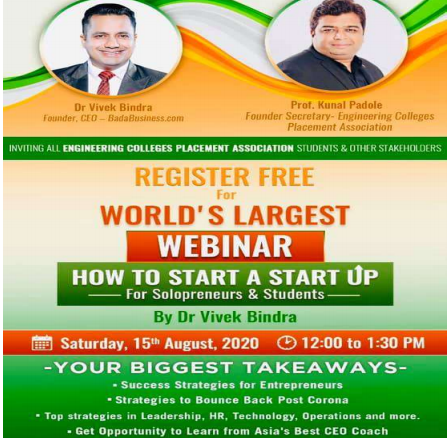 Dr Vivek Bindra
Founder, CEO – BadaBusiness.com
Prof. Kunal Padole
Founder Secretary- Engineering Colleges
Placement Association
INVITING ALL ENGINEERING COLLEGES PLACEMENT ASSOCIATION STUDENTS & OTHER STAKEHOLDERS
REGISTER FREE
For
WORLD'S LARGEST
WEBINAR
HOW TO START A START UP
For Solopreneurs & Students
By Dr Vivek Bindra
Saturday, 15th August, 2020 12:00 to 1:30 PM
-YOUR BIGGEST TAKEAWAYS-
• Success Strategies for Entrepreneurs
• Strategies to Bounce Back Post Corona
• Top strategies in Leadership, HR, Technology, Operations and more.
• Get Opportunity to Learn from Asia's Best CEO Coach